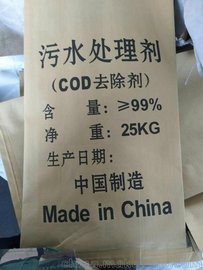 污水处理剂
(COD去除剂)
含 量:≥99%
净 重:25KG
生产日期:
中国制造
Made in China